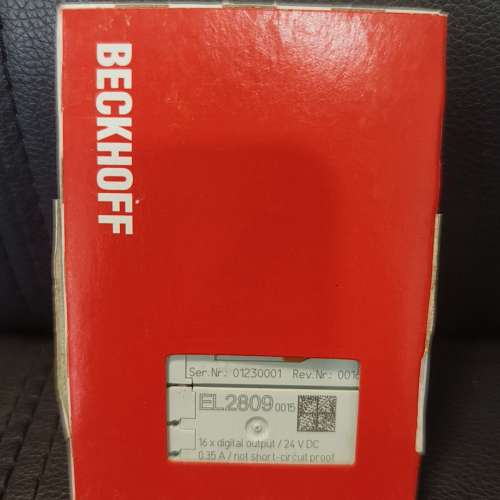 BECKHOFF
Ser.Nr: 01230001 Rev.Nr: 0016
EL2809 0015
16 x digital output / 24 V DC
0.35 A / not short-circuit proof